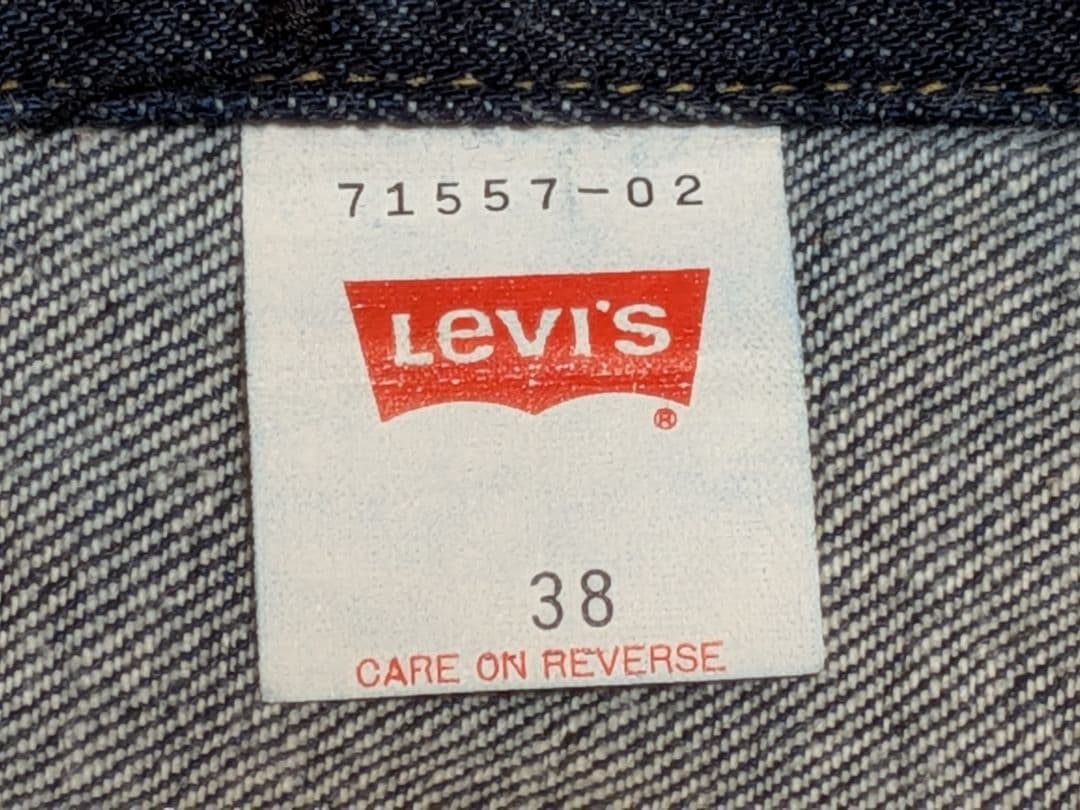 71557-02
Levi's
®
38
CARE ON REVERSE